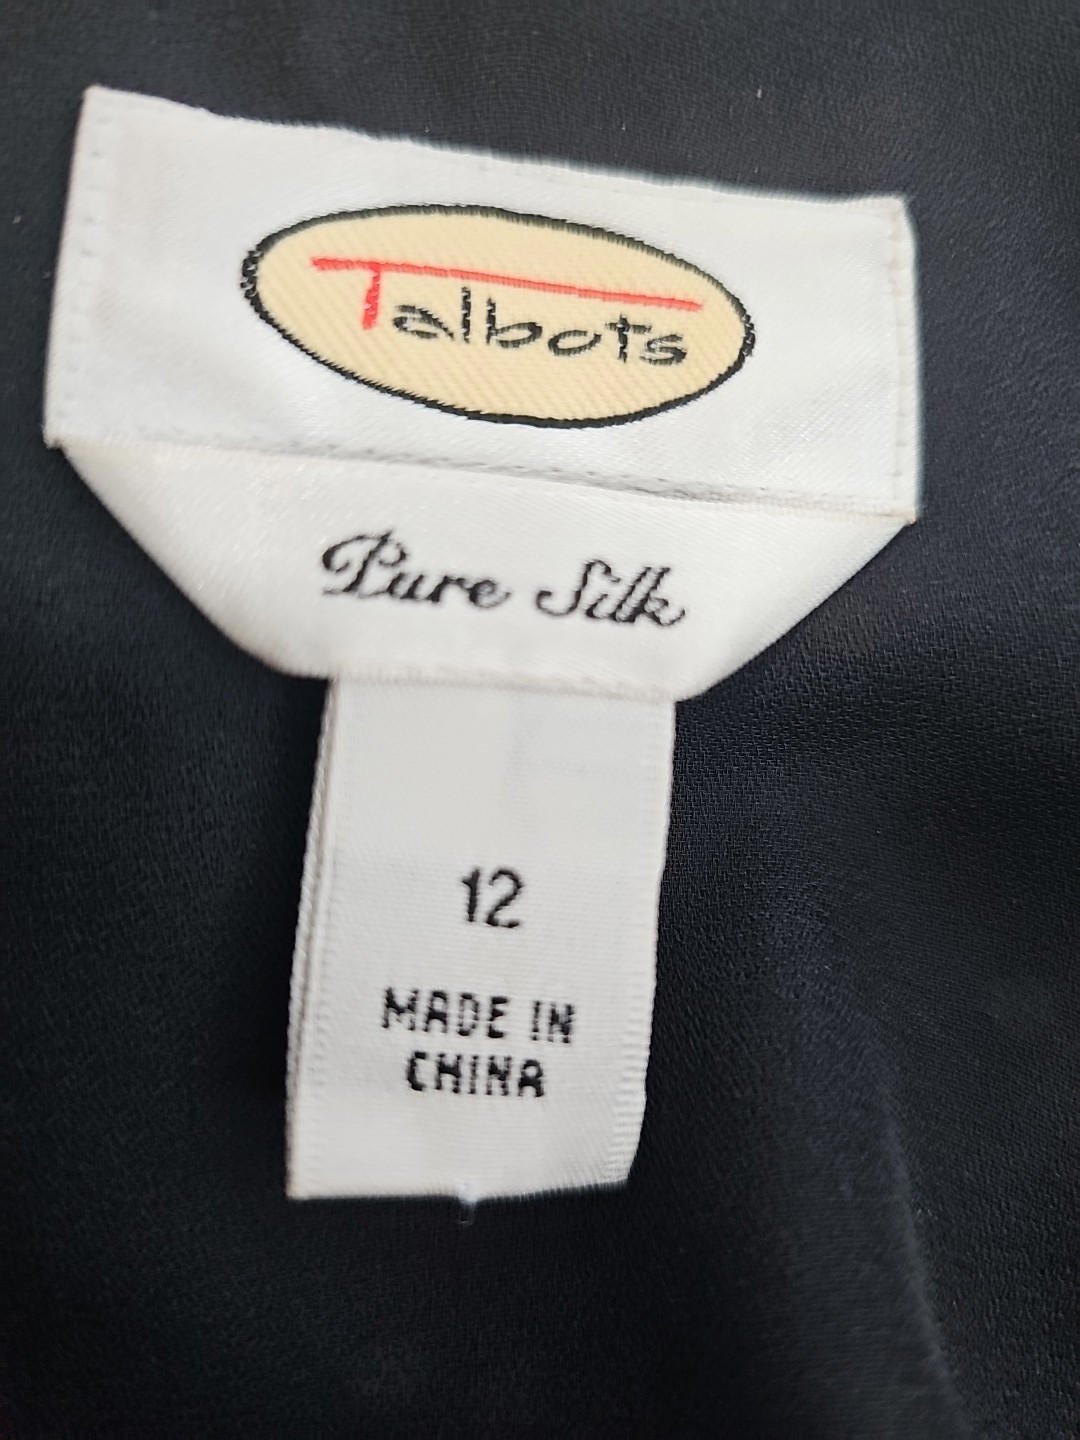 Talbots
Pure Silk
12
MADE IN
CHINA